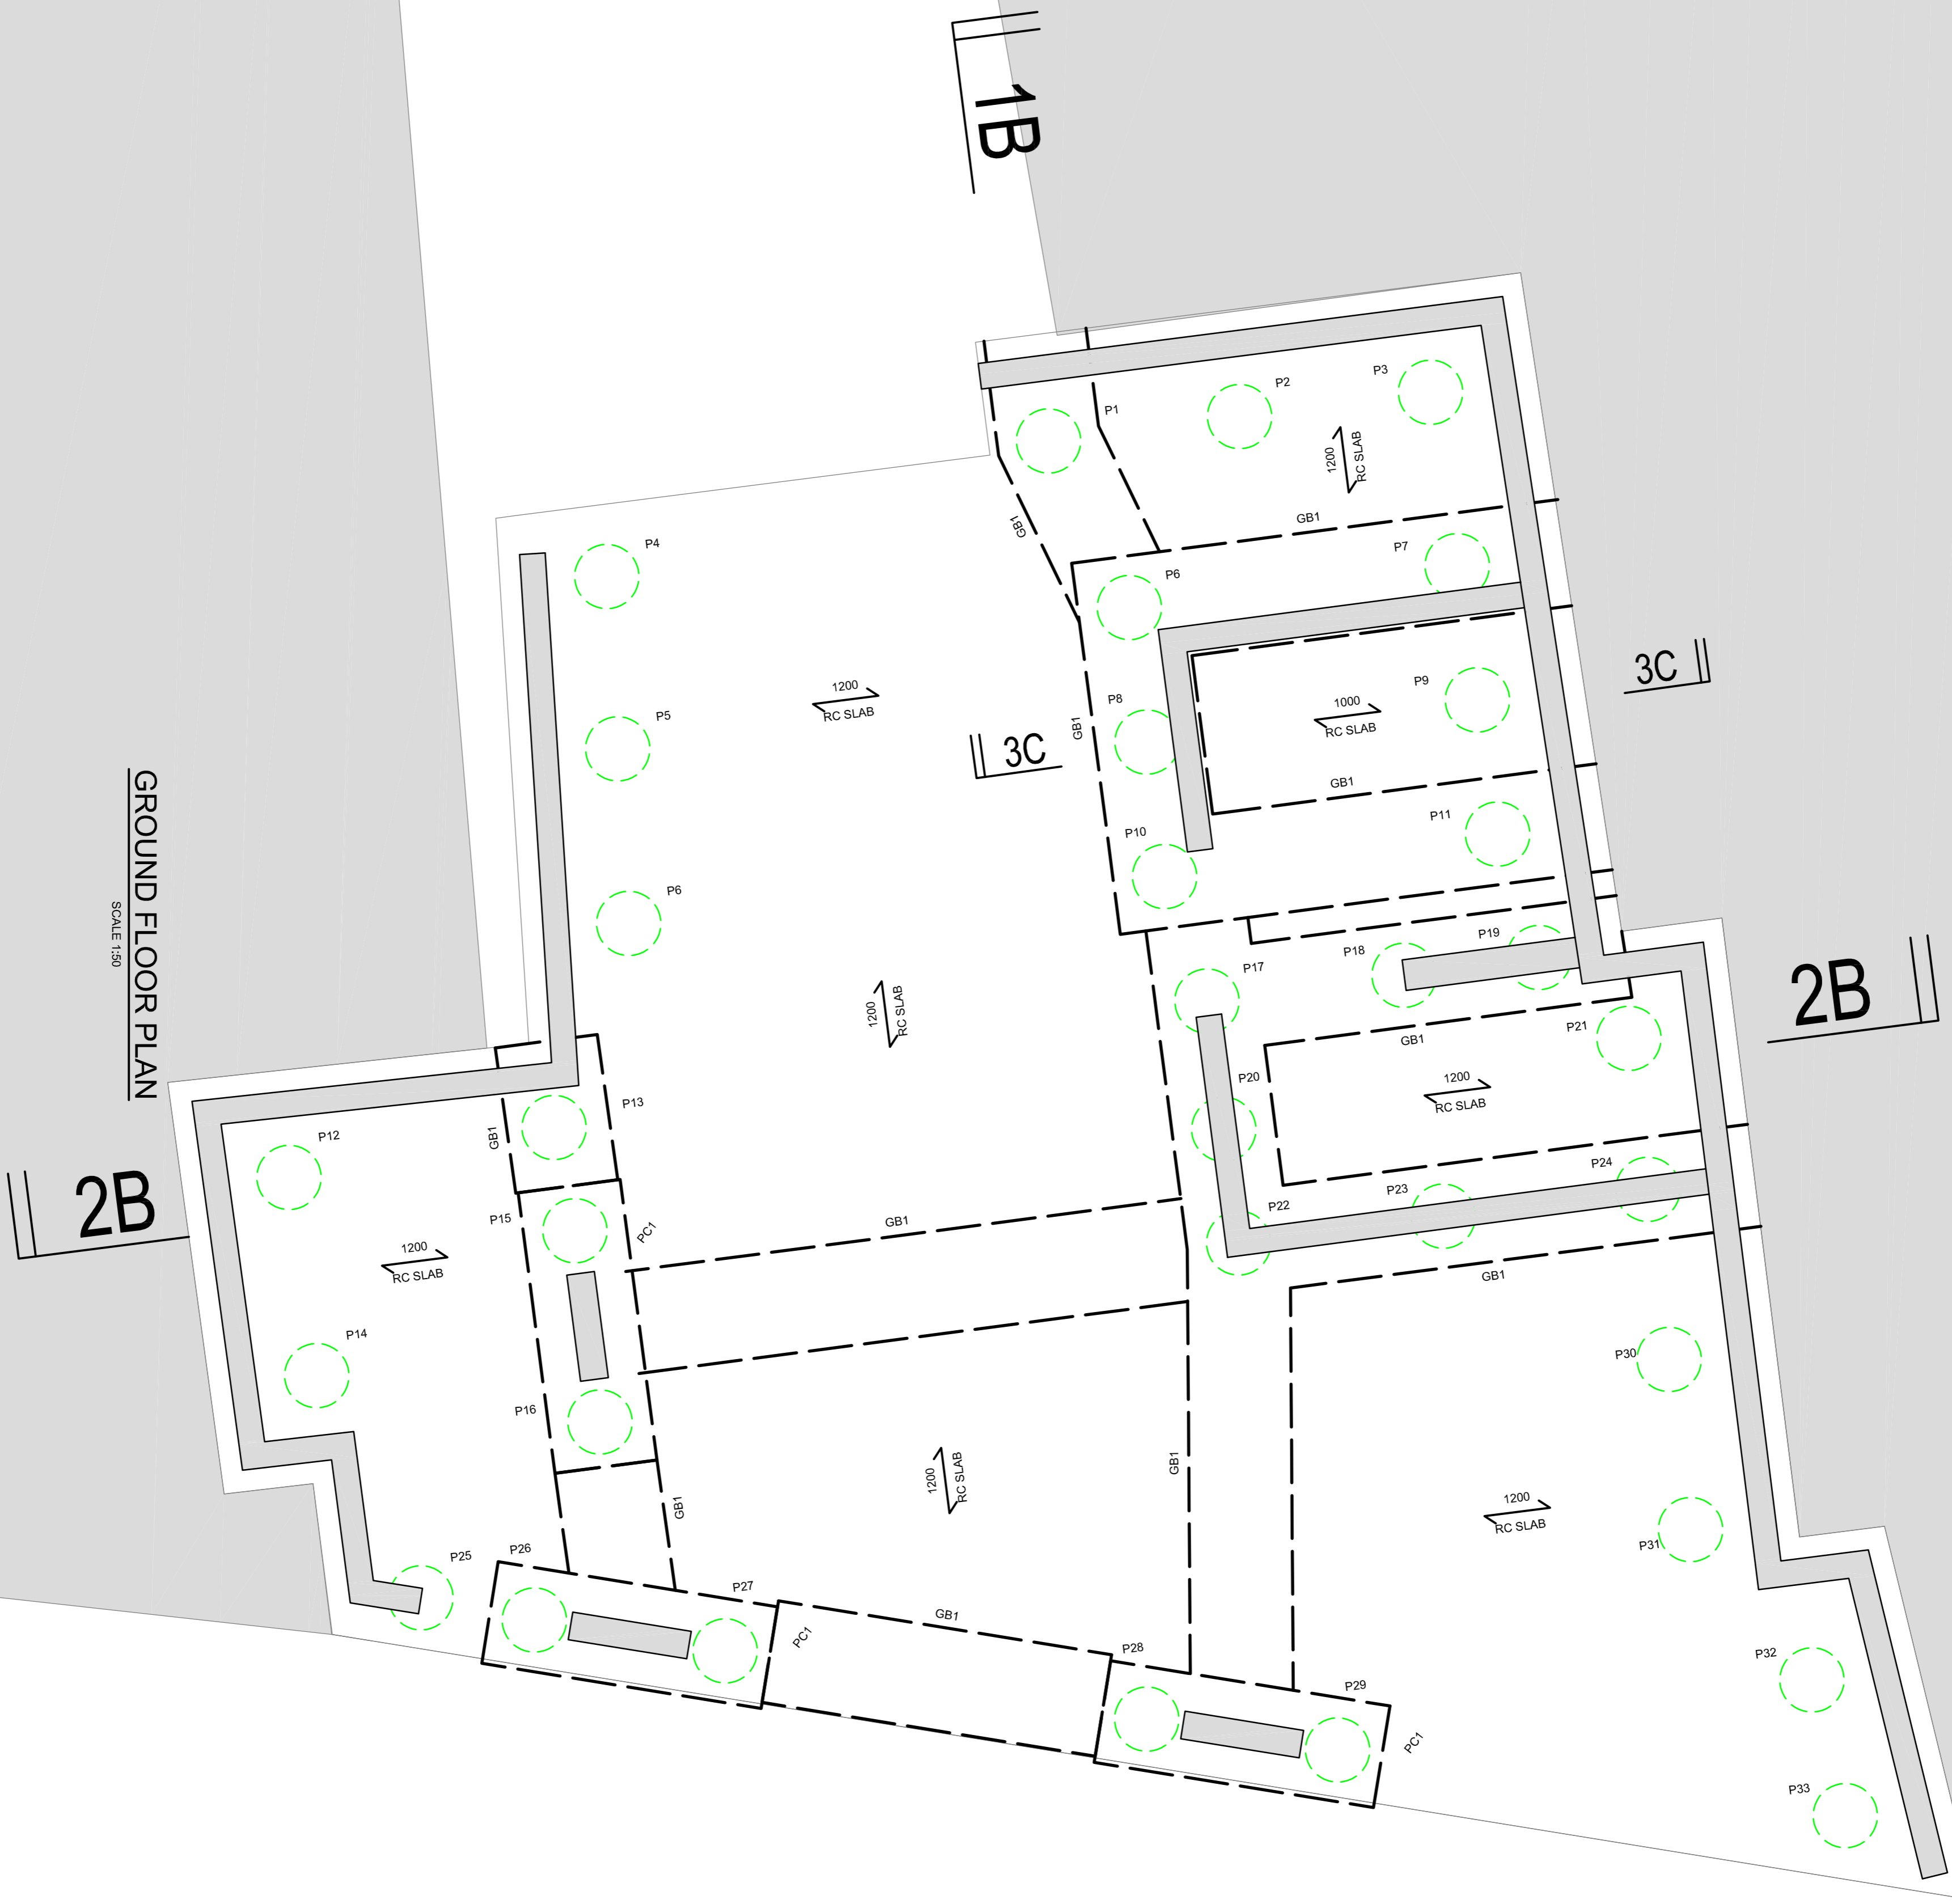 1B
P3
P2
P1
1200
RC SLAB
GB1
GB1
P4
P7
P6
3C
P9
1200
RC SLAB
P8
1000
RC SLAB
P5
GB1
3C
GB1
P11
P10
GROUND FLOOR PLAN
SCALE 1:50
P6
P19
P18
P17
2B
1200
RC SLAB
P21
GB1
P20
1200
RC SLAB
P13
GB1
P12
P24
P23
P22
2B
P15
PC1
GB1
1200
RC SLAB
GB1
P14
P30
P16
GB1
1200
RC SLAB
GB1
1200
RC SLAB
P31
P25
P26
P27
GB1
PC1
P28
P32
P29
PC1
P33